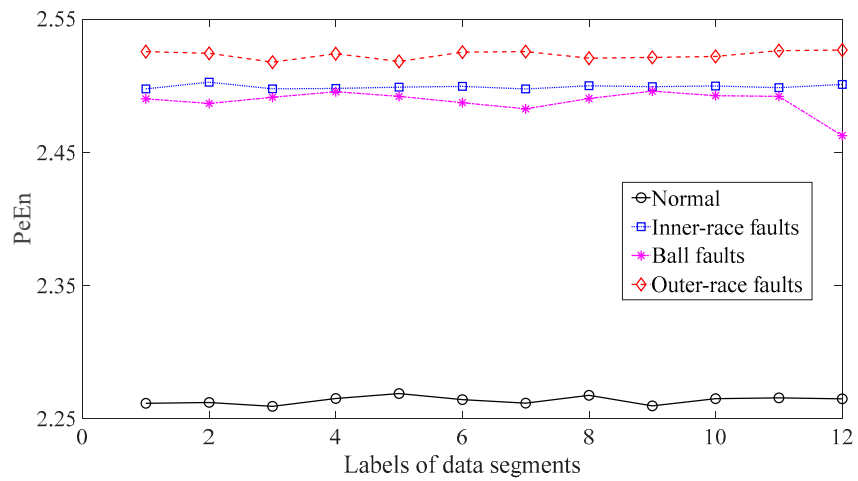 2.55
2.45
2.35
2.25
PeEn
0
2
4
6
8
10
12
Labels of data segments
Normal
Inner-race faults
Ball faults
Outer-race faults